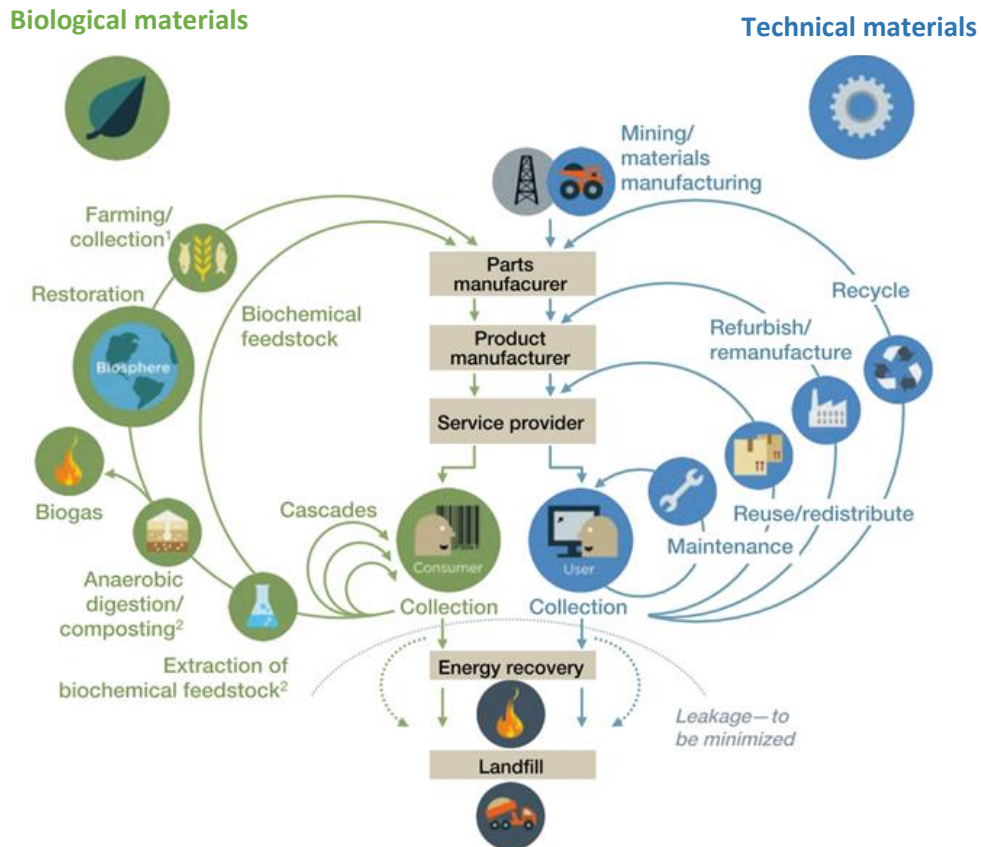 Biological materials
Technical materials
Mining/
materials
manufacturing
Farming/
collection¹
Restoration
Biosphere
Biochemical
feedstock
Parts
manufacurer
Product
manufacturer
Service provider
Recycle
Refurbish/
remanufacture
Reuse/redistribute
Maintenance
Biogas
Cascades
Anaerobic
digestion/
composting²
Extraction of
biochemical feedstock²
Consumer
User
Collection
Collection
Energy recovery
Leakage—to
be minimized
Landfill